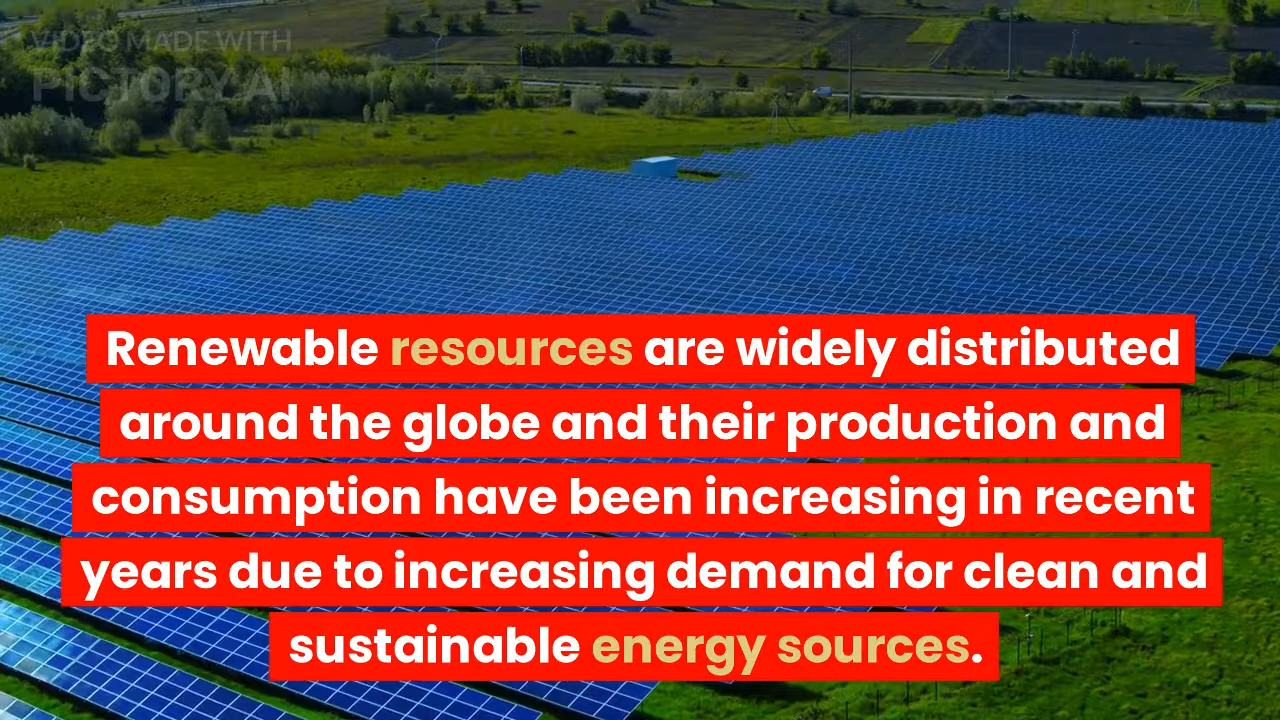 VIDEO MADE WITH
PICTORY.AI
Renewable resources are widely distributed
around the globe and their production and
consumption have been increasing in recent
years due to increasing demand for clean and
sustainable energy sources.